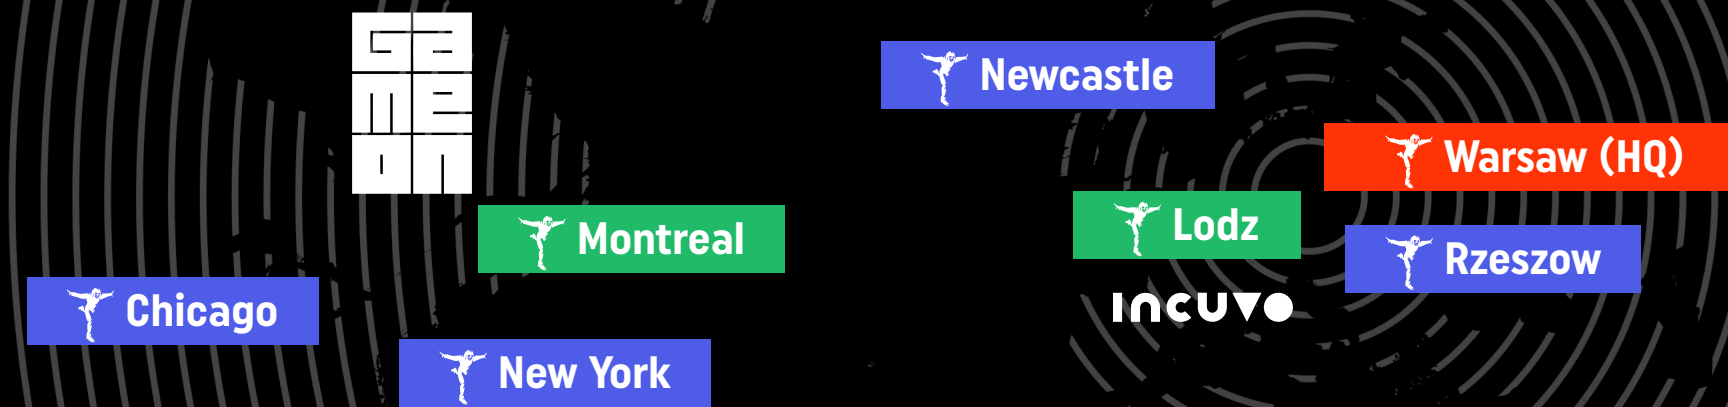 GA
ME
ON
Newcastle
Warsaw (HQ)
Montreal
Lodz
Rzeszow
Chicago
INCUVO
New York